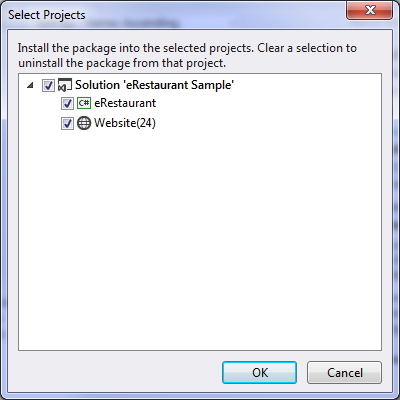 Select Projects
Install the package into the selected projects. Clear a selection to
uninstall the package from that project.
Solution 'eRestaurant Sample'
C# eRestaurant
Website(24)
OK Cancel